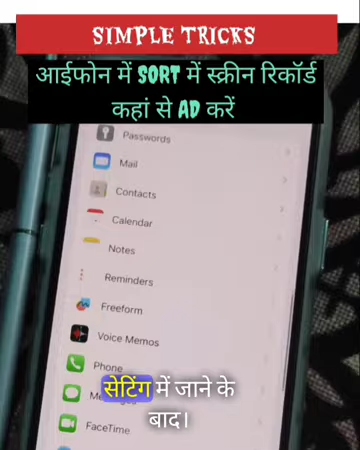 SIMPLE TRICKS
आईफोन में SORT में स्क्रीन रिकॉर्ड
कहां से AD करें
Passwords
Mail
Contacts
Calendar
Notes
Reminders
Freeform
Voice Memos
Phone
सेटिंग में जाने के
बाद।
FaceTime